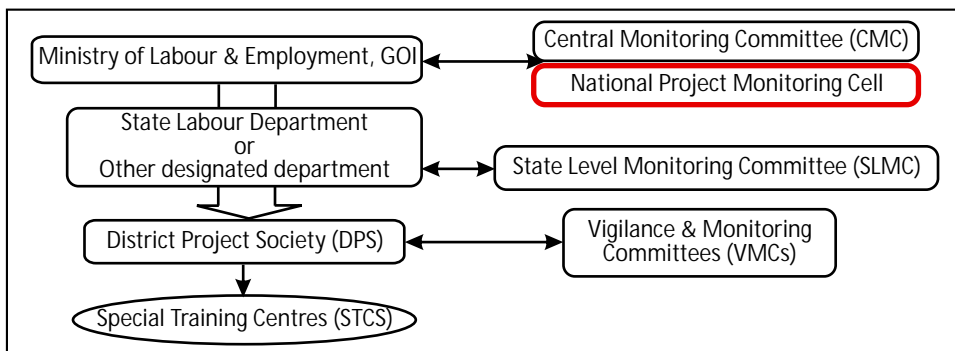 Ministry of Labour & Employment, GOI
Central Monitoring Committee (CMC)
National Project Monitoring Cell
State Labour Department
or
Other designated department
State Level Monitoring Committee (SLMC)
District Project Society (DPS)
Vigilance & Monitoring
Committees (VMCs)
Special Training Centres (STCS)